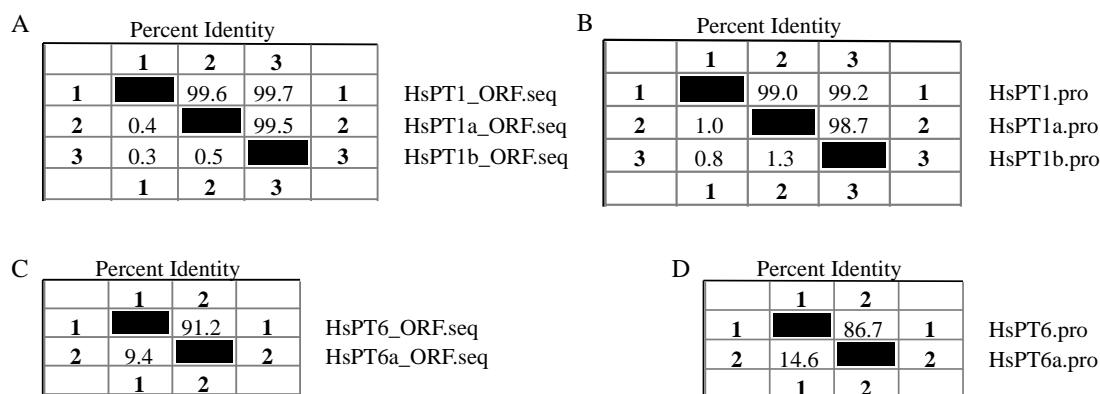 A
Percent Identity
1 2 3
1 99.6 99.7 1 HsPT1_ORF.seq
2 0.4 99.5 2 HsPT1a_ORF.seq
3 0.3 0.5 3 HsPT1b_ORF.seq
1 2 3
B
Percent Identity
1 2 3
1 99.0 99.2 1 HsPT1.pro
2 1.0 98.7 2 HsPT1a.pro
3 0.8 1.3 3 HsPT1b.pro
1 2 3
C
Percent Identity
1 2
1 91.2 1 HsPT6_ORF.seq
2 9.4 2 HsPT6a_ORF.seq
1 2
D
Percent Identity
1 2
1 86.7 1 HsPT6.pro
2 14.6 2 HsPT6a.pro
1 2